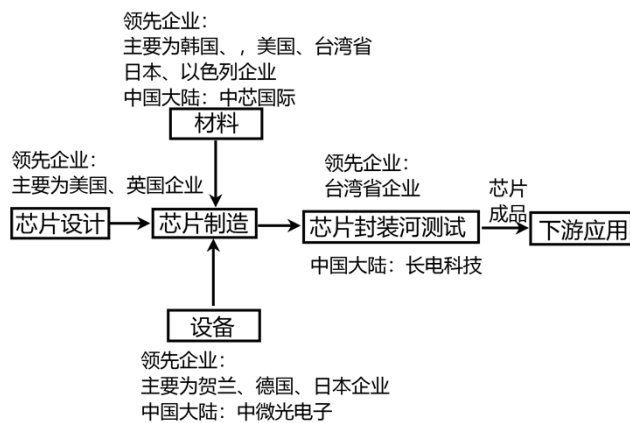 领先企业：
主要为韩国、，美国、台湾省
日本、以色列企业
中国大陆：中芯国际
材料
领先企业：
主要为美国、英国企业
领先企业：
台湾省企业
芯片
成品
芯片设计
芯片制造
芯片封装河测试
下游应用
中国大陆：长电科技
设备
领先企业：
主要为贺兰、德国、日本企业
中国大陆：中微光电子